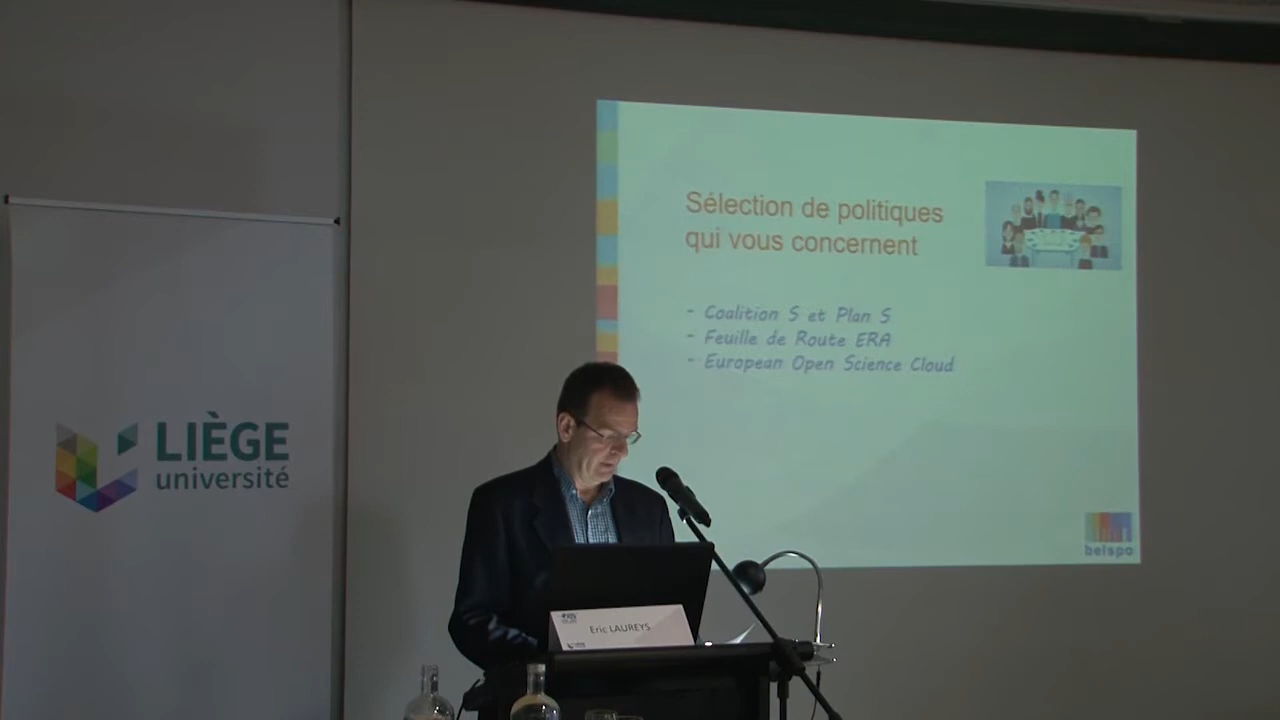 Sélection de politiques
qui vous concernent
- Coalition S et Plan S
- Feuille de Route ERA
- European Open Science Cloud
belspo
LIÈGE
université
Eric LAUREYS